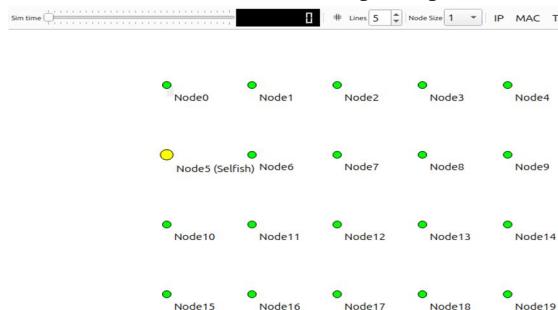 Sim time 0 # Lines 5 Node Size 1 IP MAC T
Node0 Node1 Node2 Node3 Node4
Node5 (Selfish) Node6 Node7 Node8 Node9
Node10 Node11 Node12 Node13 Node14
Node15 Node16 Node17 Node18 Node19